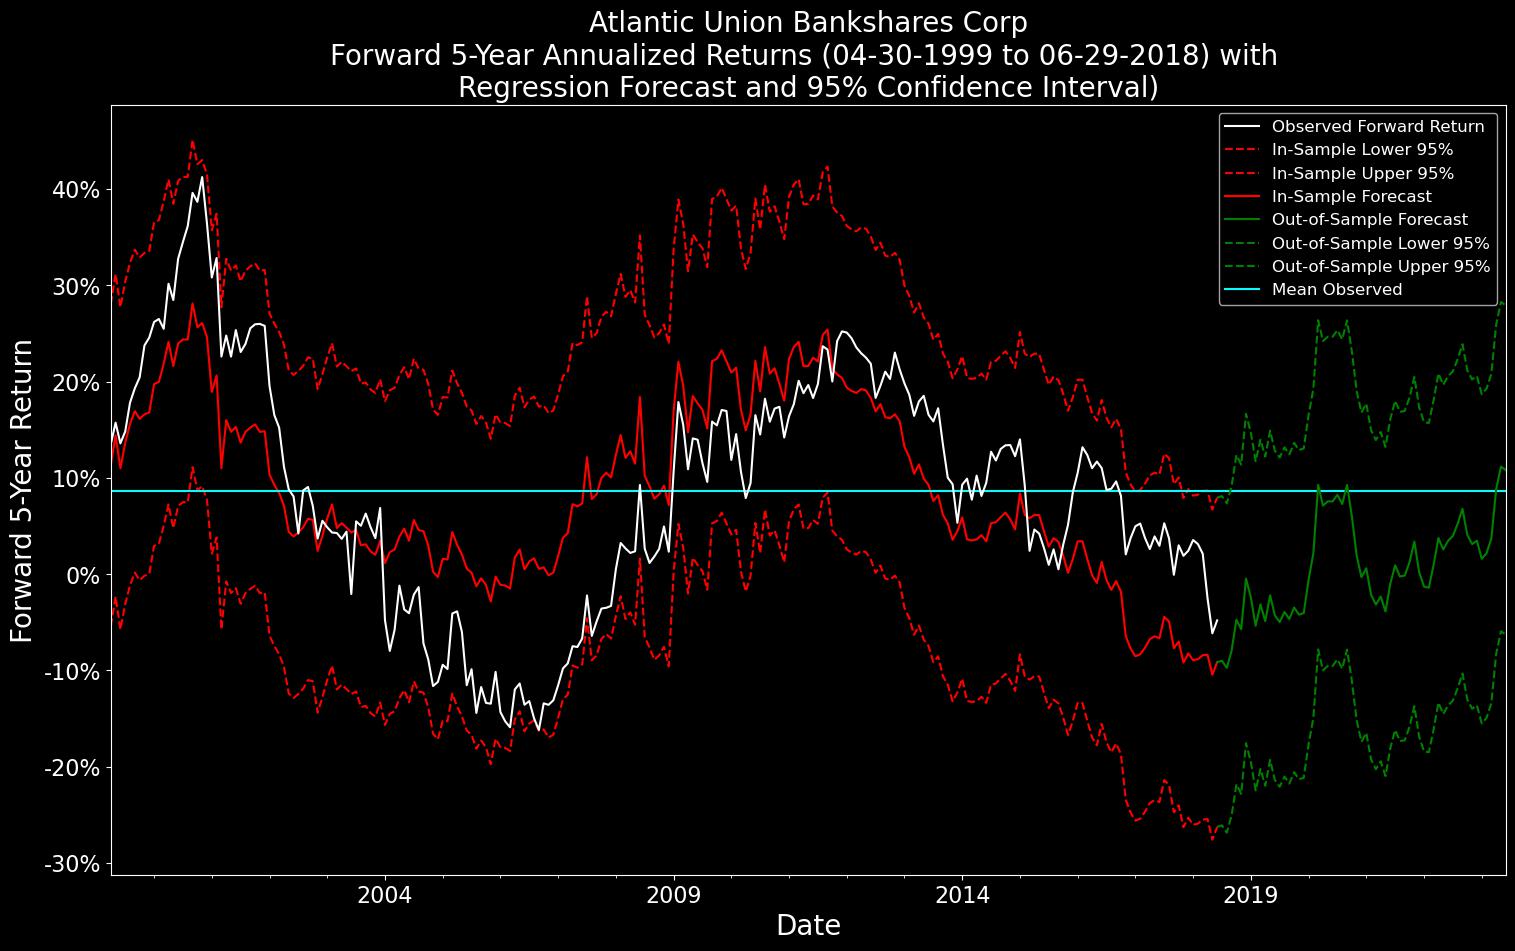 Atlantic Union Bankshares Corp
Forward 5-Year Annualized Returns (04-30-1999 to 06-29-2018) with
Regression Forecast and 95% Confidence Interval)
Observed Forward Return
In-Sample Lower 95%
In-Sample Upper 95%
In-Sample Forecast
Out-of-Sample Forecast
Out-of-Sample Lower 95%
Out-of-Sample Upper 95%
Mean Observed
Forward 5-Year Return
40%
30%
20%
10%
0%
-10%
-20%
-30%
2004
2009
2014
2019
Date